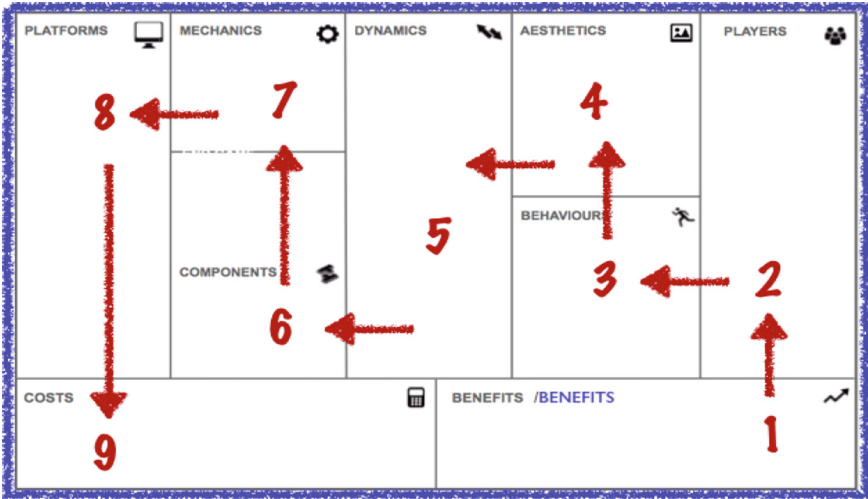 PLATFORMS
MECHANICS
DYNAMICS
AESTHETICS
PLAYERS
8
7
4
5
BEHAVIOURS
COMPONENTS
3
2
6
COSTS
BENEFITS /BENEFITS
9
1